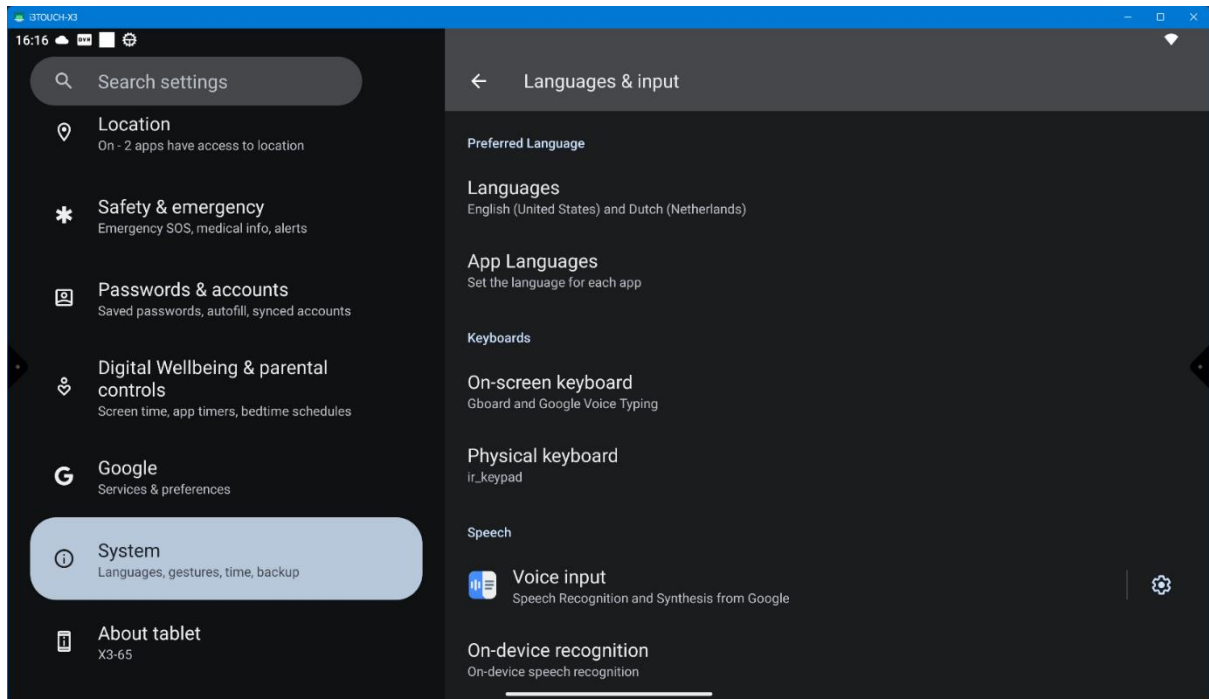 i3TOUCH-X3
16:16
Search settings
Location
On - 2 apps have access to location
Safety & emergency
Emergency SOS, medical info, alerts
Passwords & accounts
Saved passwords, autofill, synced accounts
Digital Wellbeing & parental
controls
Screen time, app timers, bedtime schedules
Google
Services & preferences
System
Languages, gestures, time, backup
About tablet
X3-65
Languages & input
Preferred Language
Languages
English (United States) and Dutch (Netherlands)
App Languages
Set the language for each app
Keyboards
On-screen keyboard
Gboard and Google Voice Typing
Physical keyboard
ir_keypad
Speech
Voice input
Speech Recognition and Synthesis from Google
On-device recognition
On-device speech recognition